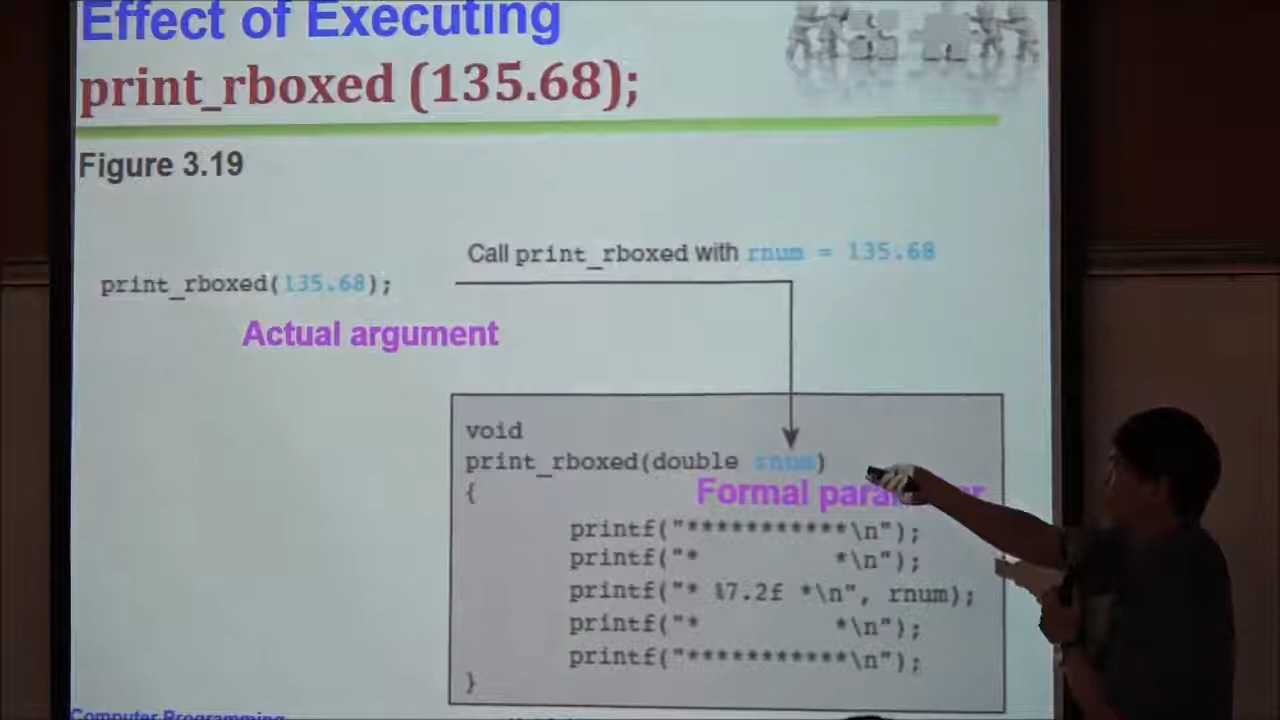 Effect of Executing
print_rboxed (135.68);
Figure 3.19
Call print_rboxed with rnum = 135.68
print_rboxed(135.68);
Actual argument
void
print_rboxed(double rnum)
{
Formal
printf("***********\n");
printf("*         *\n");
printf("* %7.2f *\n", rnum);
printf("*         *\n");
printf("***********\n");
}
Computer Programming